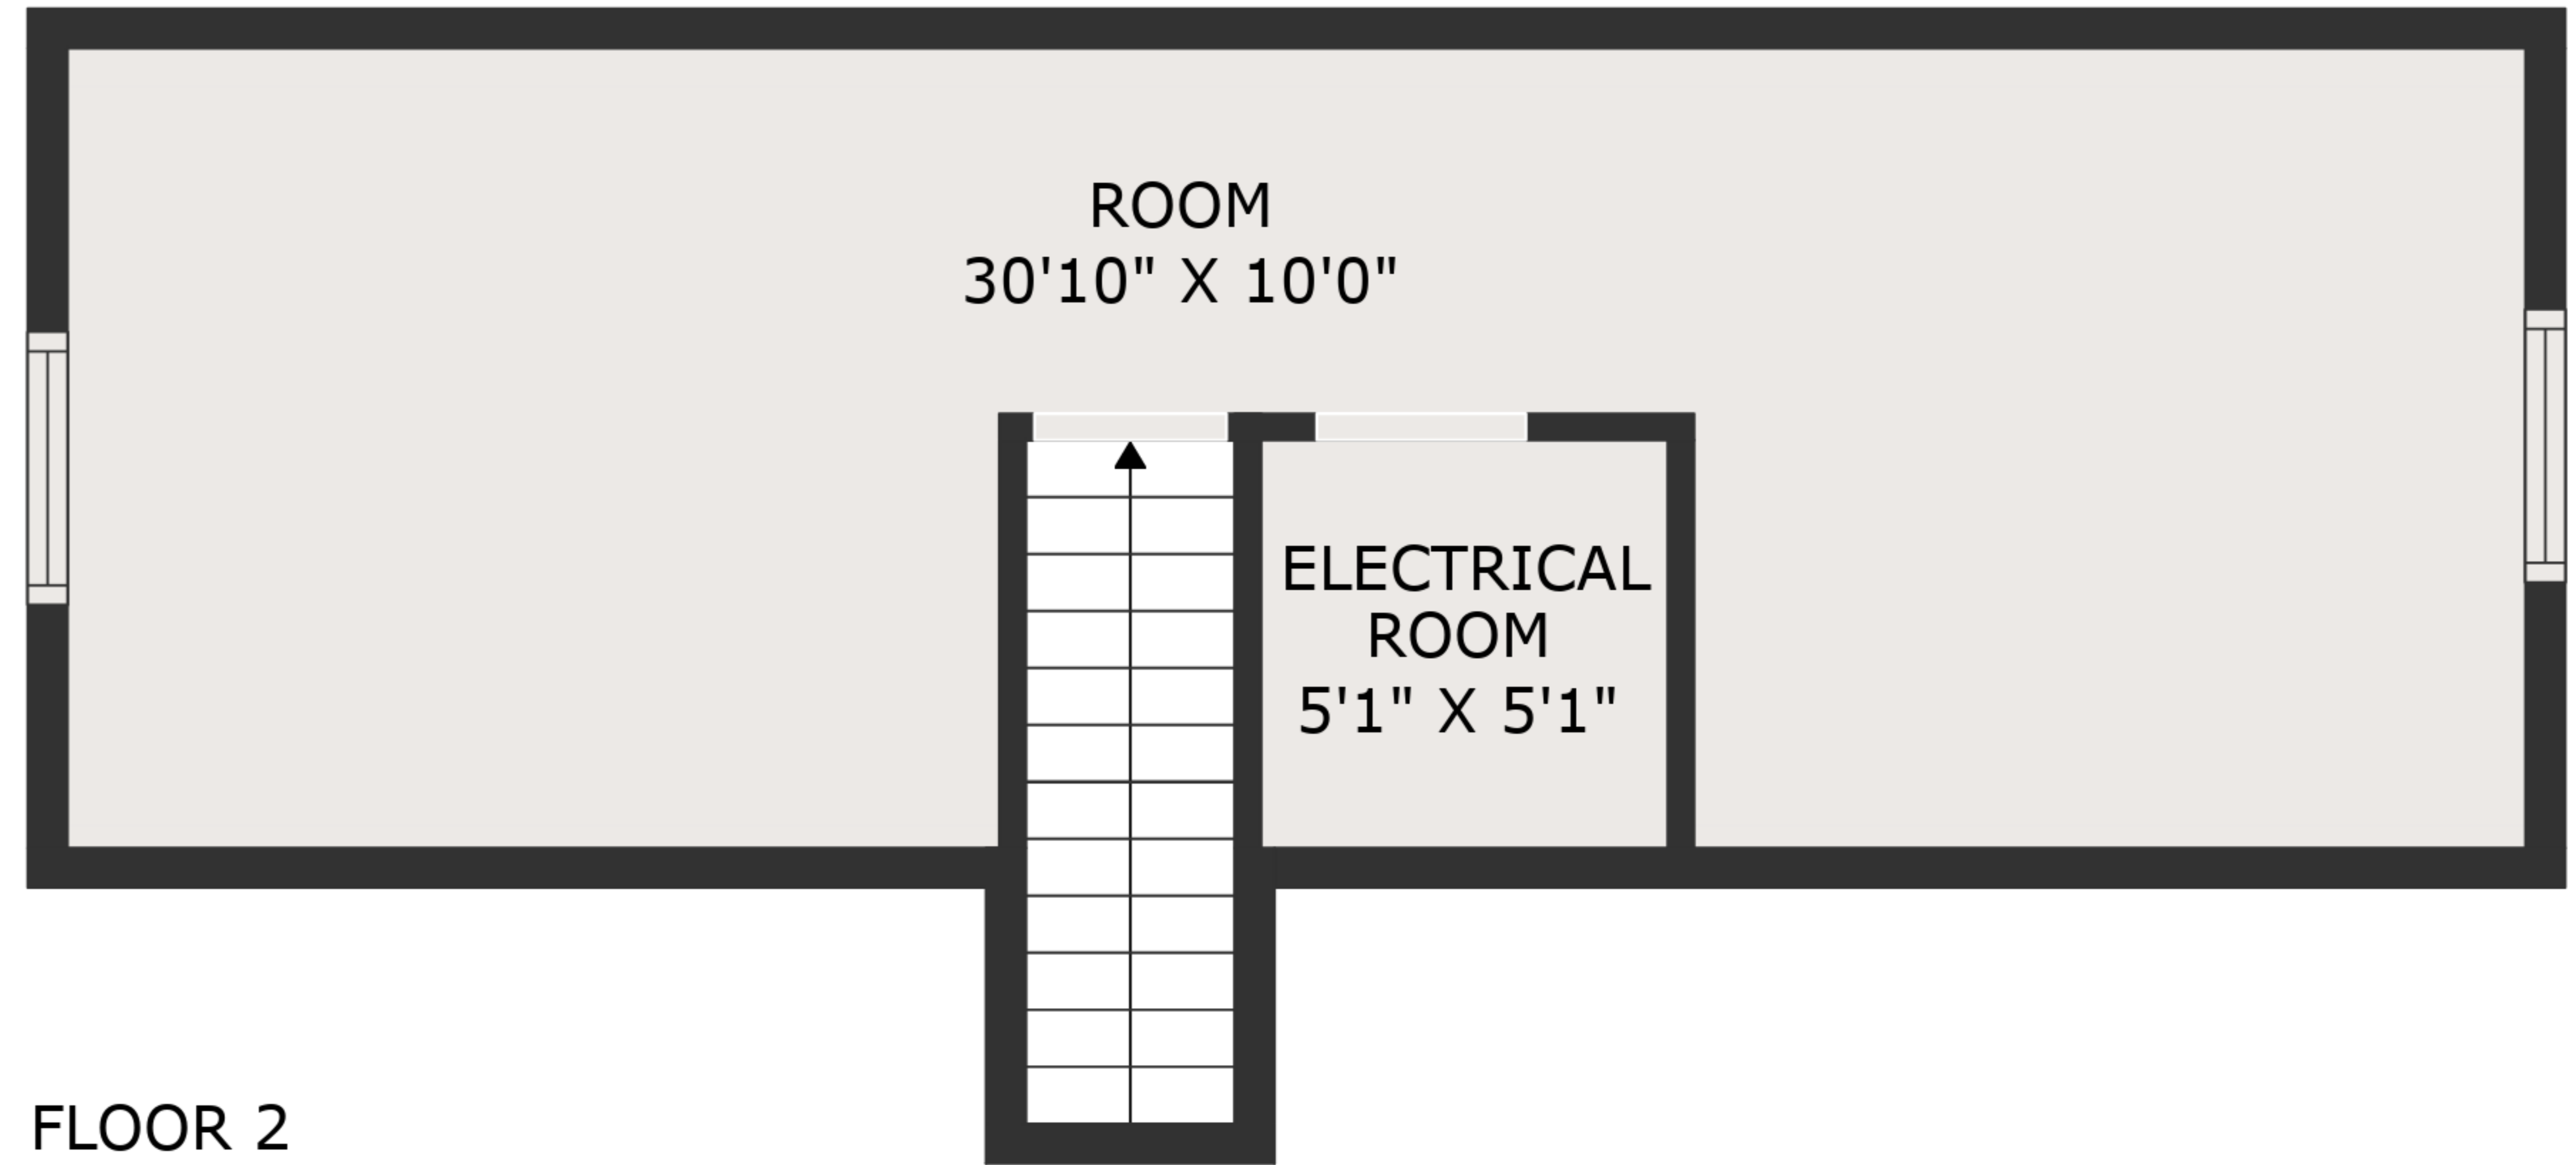 ROOM
30'10" X 10'0"
ELECTRICAL
ROOM
5'1" X 5'1"
FLOOR 2